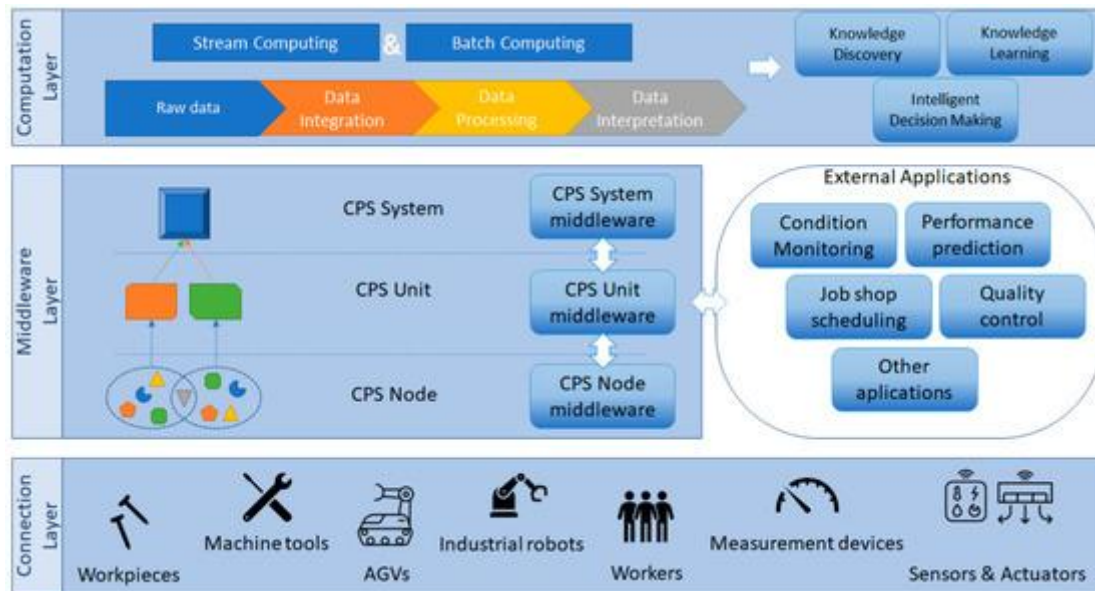 Computation
Layer
Stream Computing
&
Batch Computing
Raw data
Data
Integration
Data
Processing
Data
Interpretation
Knowledge
Discovery
Knowledge
Learning
Intelligent
Decision Making
Middleware
Layer
CPS System
CPS System
middleware
CPS Unit
CPS Unit
middleware
CPS Node
CPS Node
middleware
External Applications
Condition
Monitoring
Performance
prediction
Job shop
scheduling
Quality
control
Other
aplications
Connection
Layer
Workpieces
Machine tools
AGVs
Industrial robots
Workers
Measurement devices
Sensors & Actuators